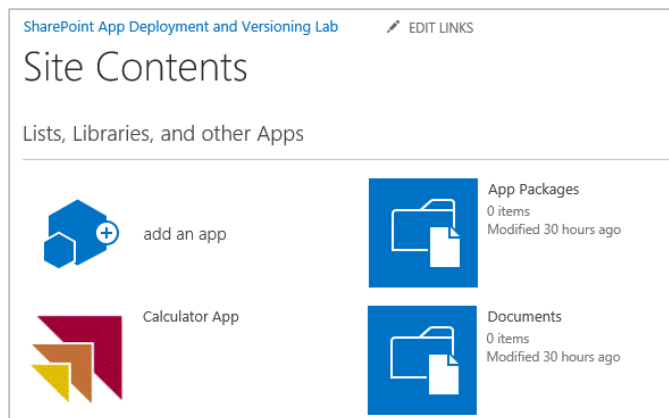 SharePoint App Deployment and Versioning Lab EDIT LINKS
Site Contents
Lists, Libraries, and other Apps
add an app
App Packages
0 items
Modified 30 hours ago
Calculator App
Documents
0 items
Modified 30 hours ago